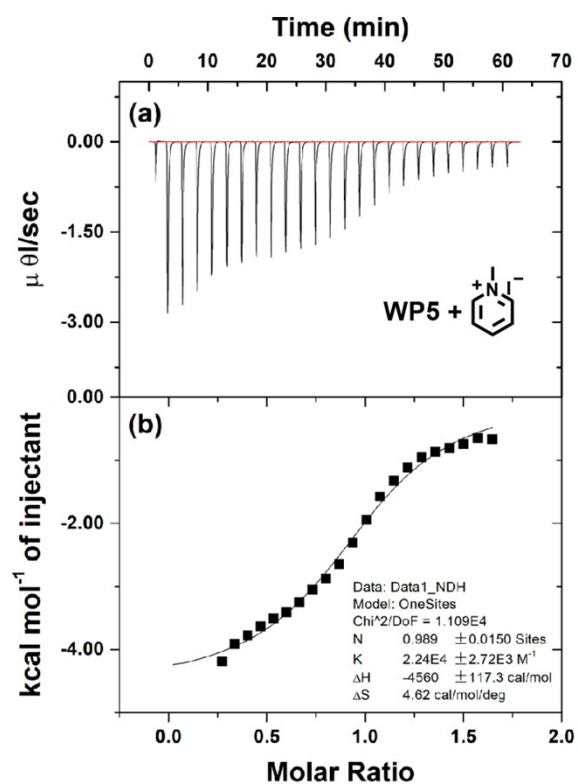 Time (min)
0 10 20 30 40 50 60 70
(a)
0.00
-1.50
-3.00
0.00
μ θl/sec
WP5 +
+ N I −
(b)
-2.00
-4.00
kcal mol⁻¹ of injectant
Data: Data1_NDH
Model: OneSites
Chi^2/DoF = 1.109E4
N 0.989 ±0.0150 Sites
K 2.24E4 ±2.72E3 M⁻¹
ΔH -4560 ±117.3 cal/mol
ΔS 4.62 cal/mol/deg
0.0 0.5 1.0 1.5 2.0
Molar Ratio